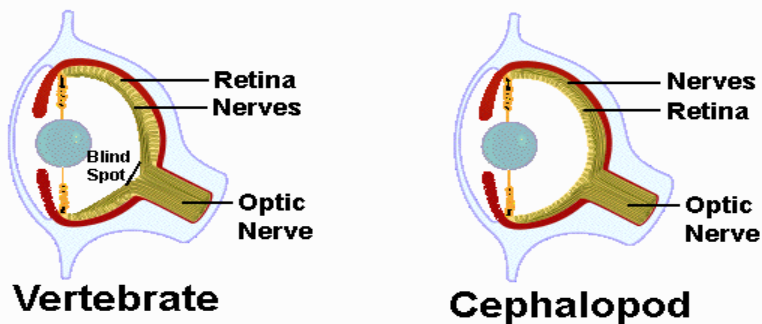 Retina
Nerves
Blind
Spot
Optic
Nerve
Vertebrate
Nerves
Retina
Optic
Nerve
Cephalopod